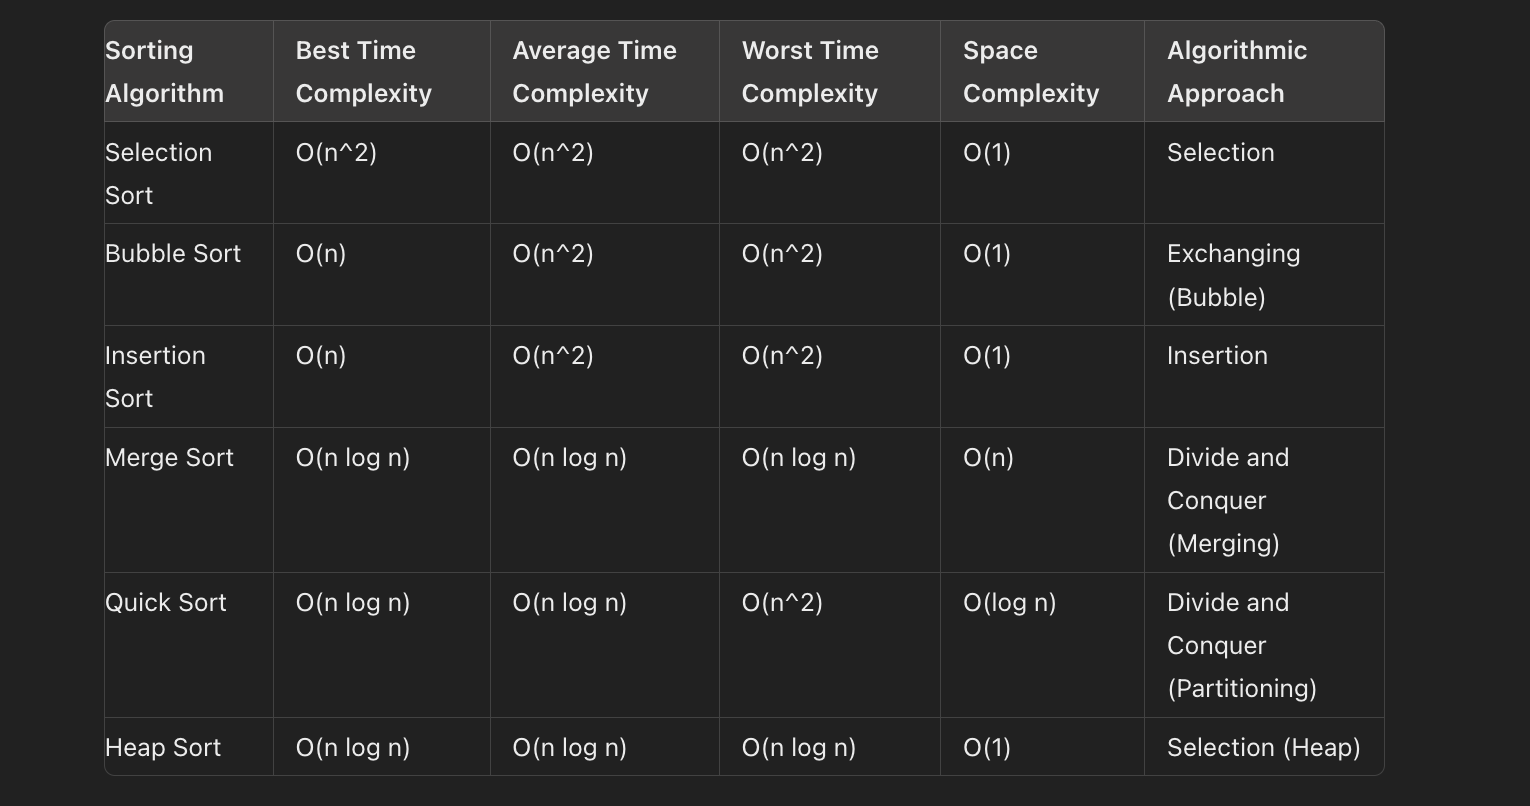 Sorting Algorithm Best Time Complexity Average Time Complexity Worst Time Complexity Space Complexity Algorithmic Approach
Selection Sort O(n^2) O(n^2) O(n^2) O(1) Selection
Bubble Sort O(n) O(n^2) O(n^2) O(1) Exchanging (Bubble)
Insertion Sort O(n) O(n^2) O(n^2) O(1) Insertion
Merge Sort O(n log n) O(n log n) O(n log n) O(n) Divide and Conquer (Merging)
Quick Sort O(n log n) O(n log n) O(n^2) O(log n) Divide and Conquer (Partitioning)
Heap Sort O(n log n) O(n log n) O(n log n) O(1) Selection (Heap)